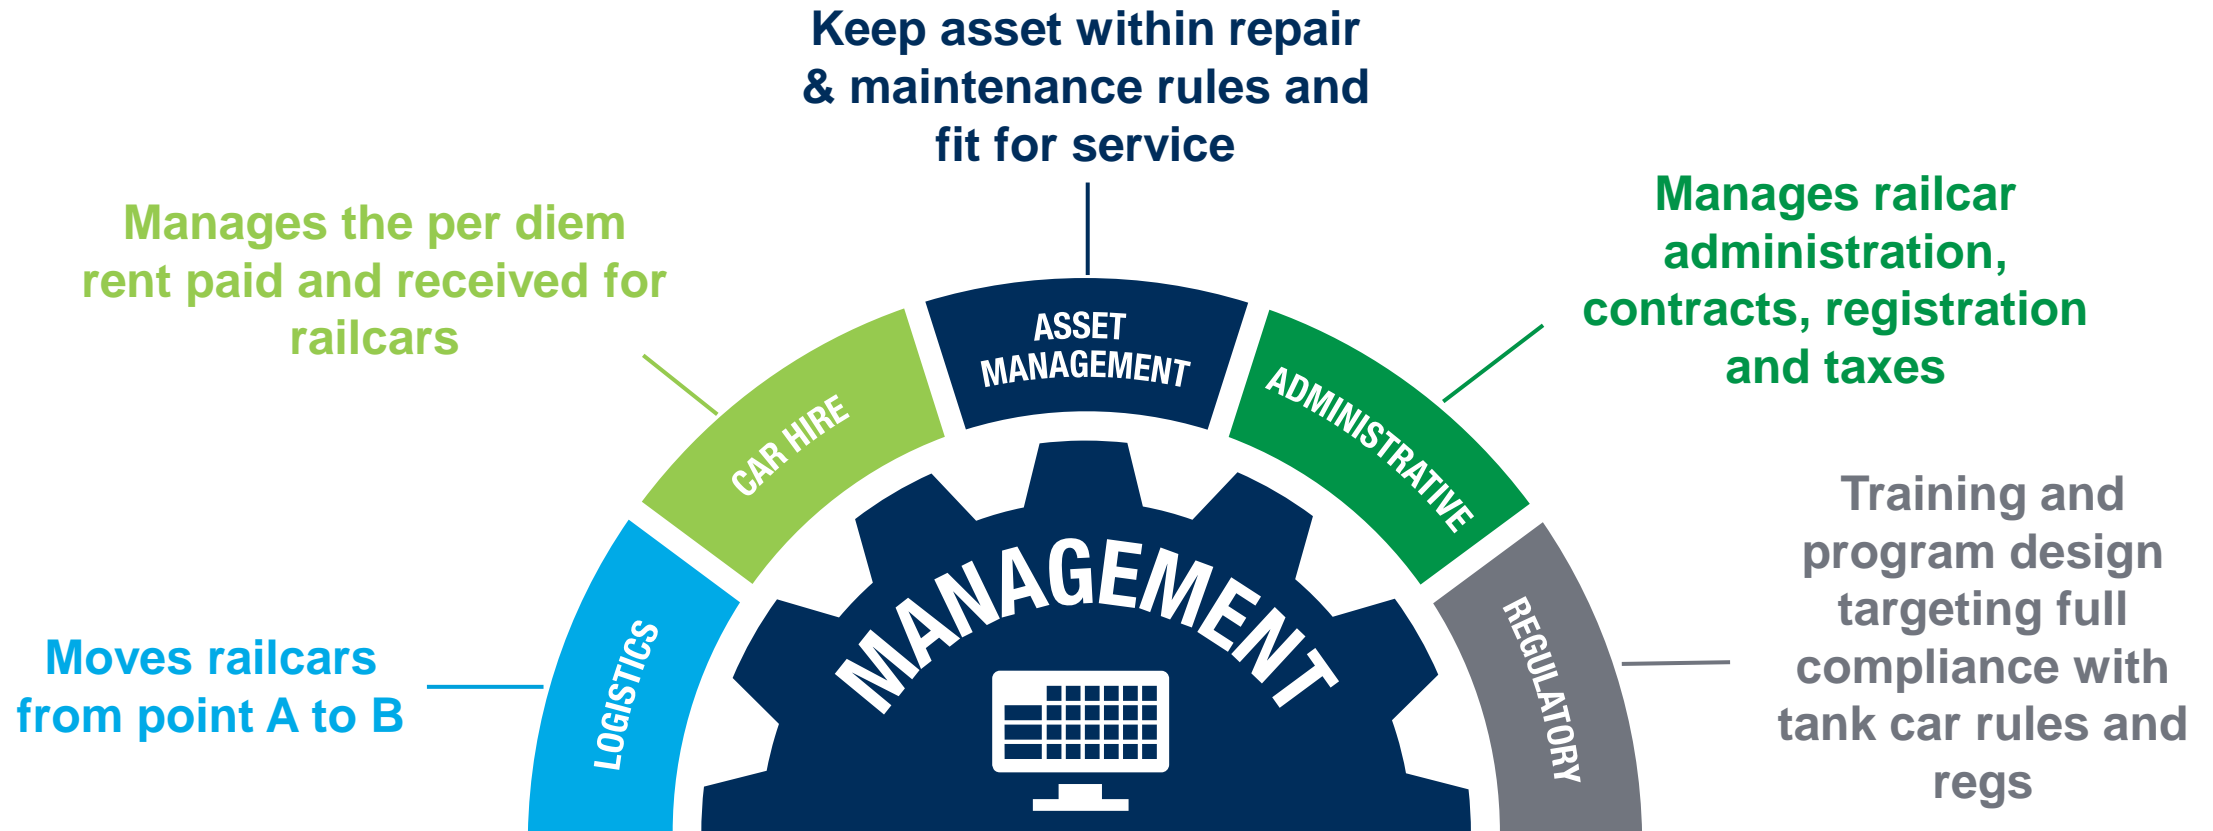 Keep asset within repair
& maintenance rules and
fit for service
Manages the per diem
rent paid and received for
railcars
Manages railcar
administration,
contracts, registration
and taxes
Moves railcars
from point A to B
Training and
program design
targeting full
compliance with
tank car rules and
regs
LOGISTICS
CAR HIRE
ASSET
MANAGEMENT
ADMINISTRATIVE
REGULATORY
MANAGEMENT